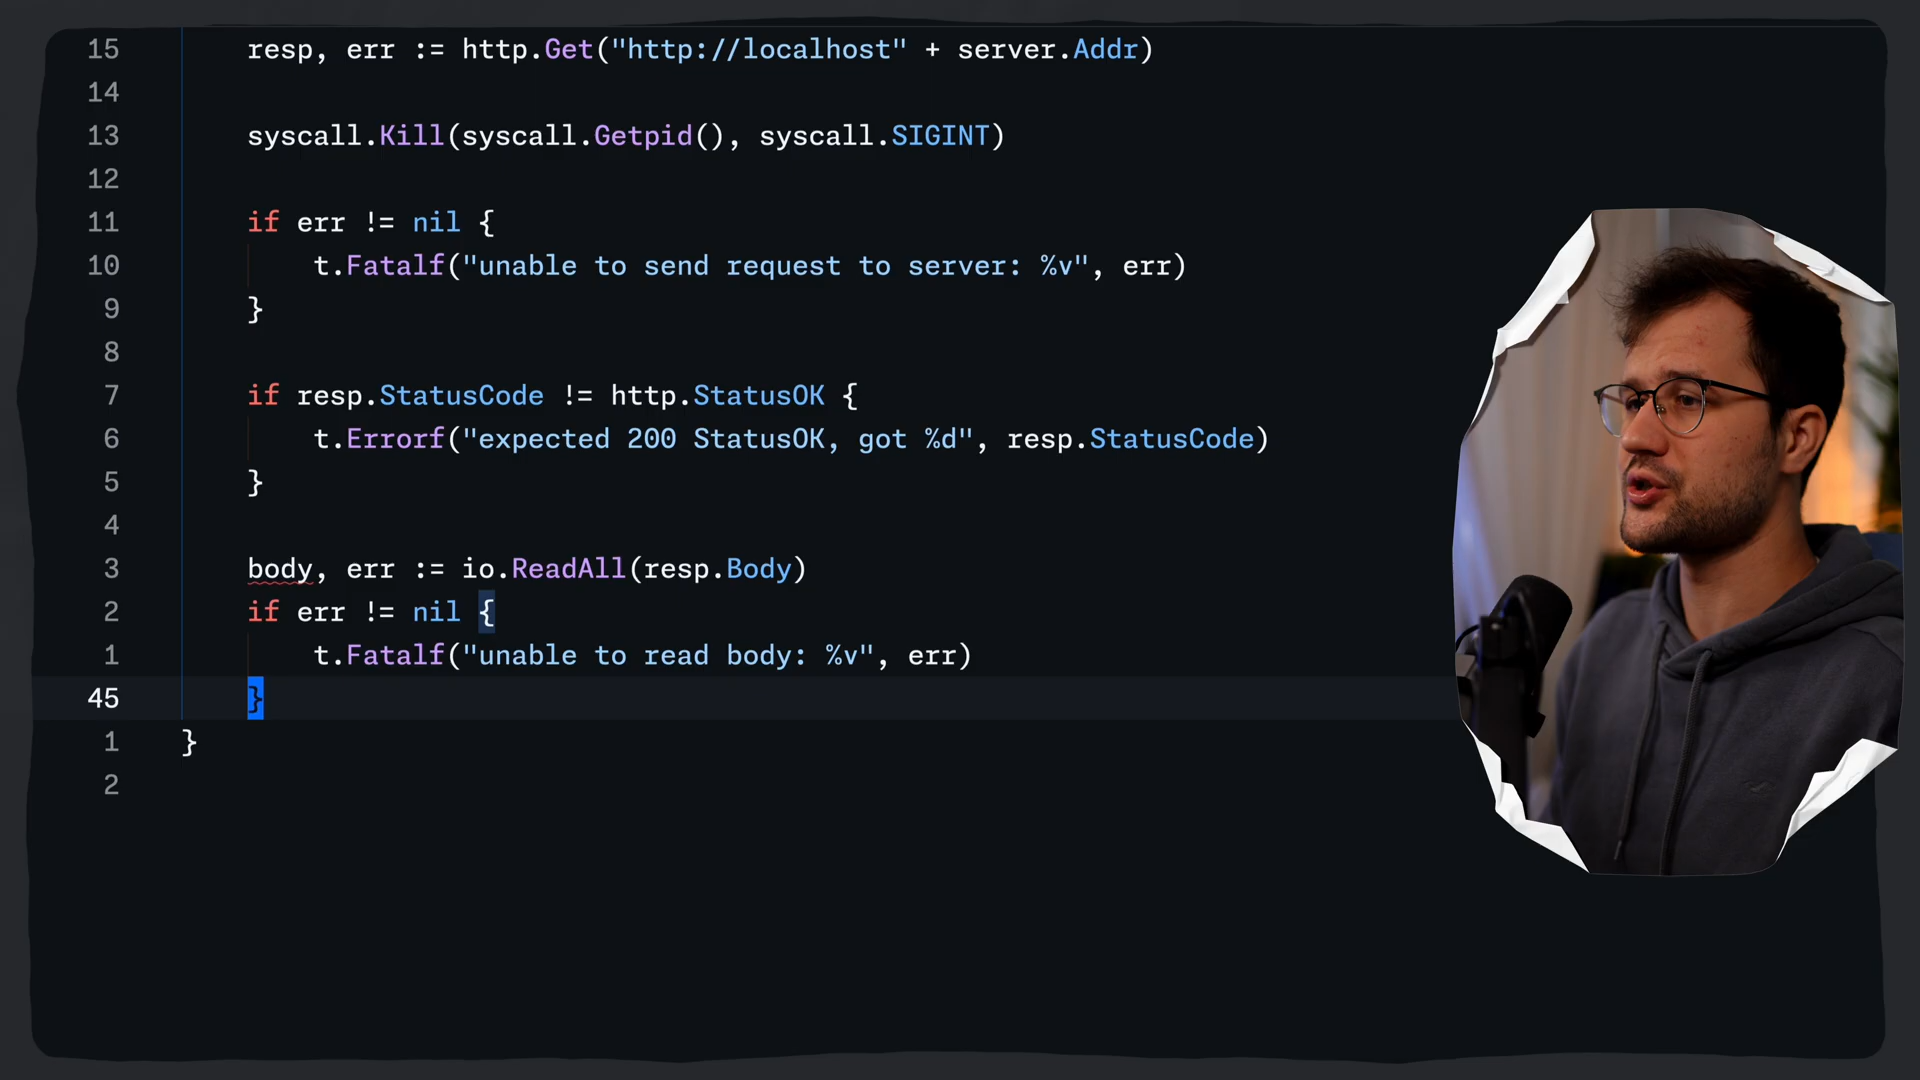 15 resp, err := http.Get("http://localhost" + server.Addr)
14
13 syscall.Kill(syscall.Getpid(), syscall.SIGINT)
12
11 if err != nil {
10 t.Fatalf("unable to send request to server: %v", err)
9 }
8
7 if resp.StatusCode != http.StatusOK {
6 t.Errorf("expected 200 StatusOK, got %d", resp.StatusCode)
5 }
4
3 body, err := io.ReadAll(resp.Body)
2 if err != nil {
1 t.Fatalf("unable to read body: %v", err)
45 }
1 }
2